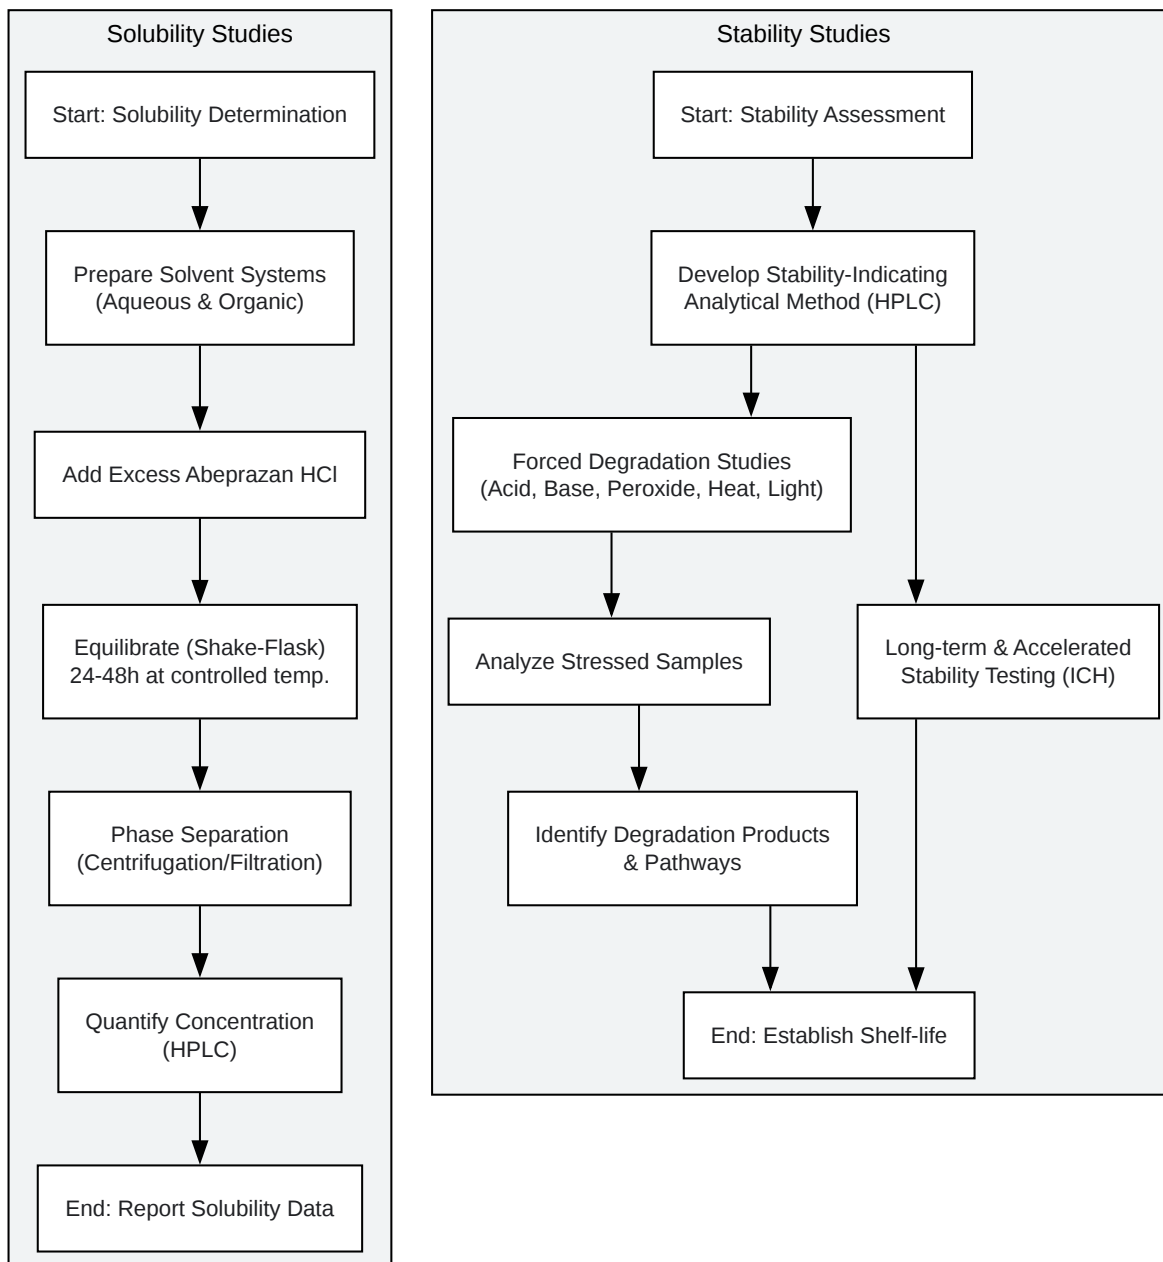 Solubility Studies
Start: Solubility Determination
Prepare Solvent Systems
(Aqueous & Organic)
Add Excess Abeprazan HCl
Equilibrate (Shake-Flask)
24-48h at controlled temp.
Phase Separation
(Centrifugation/Filtration)
Quantify Concentration
(HPLC)
End: Report Solubility Data
Stability Studies
Start: Stability Assessment
Develop Stability-Indicating
Analytical Method (HPLC)
Forced Degradation Studies
(Acid, Base, Peroxide, Heat, Light)
Analyze Stressed Samples
Long-term & Accelerated
Stability Testing (ICH)
Identify Degradation Products
& Pathways
End: Establish Shelf-life